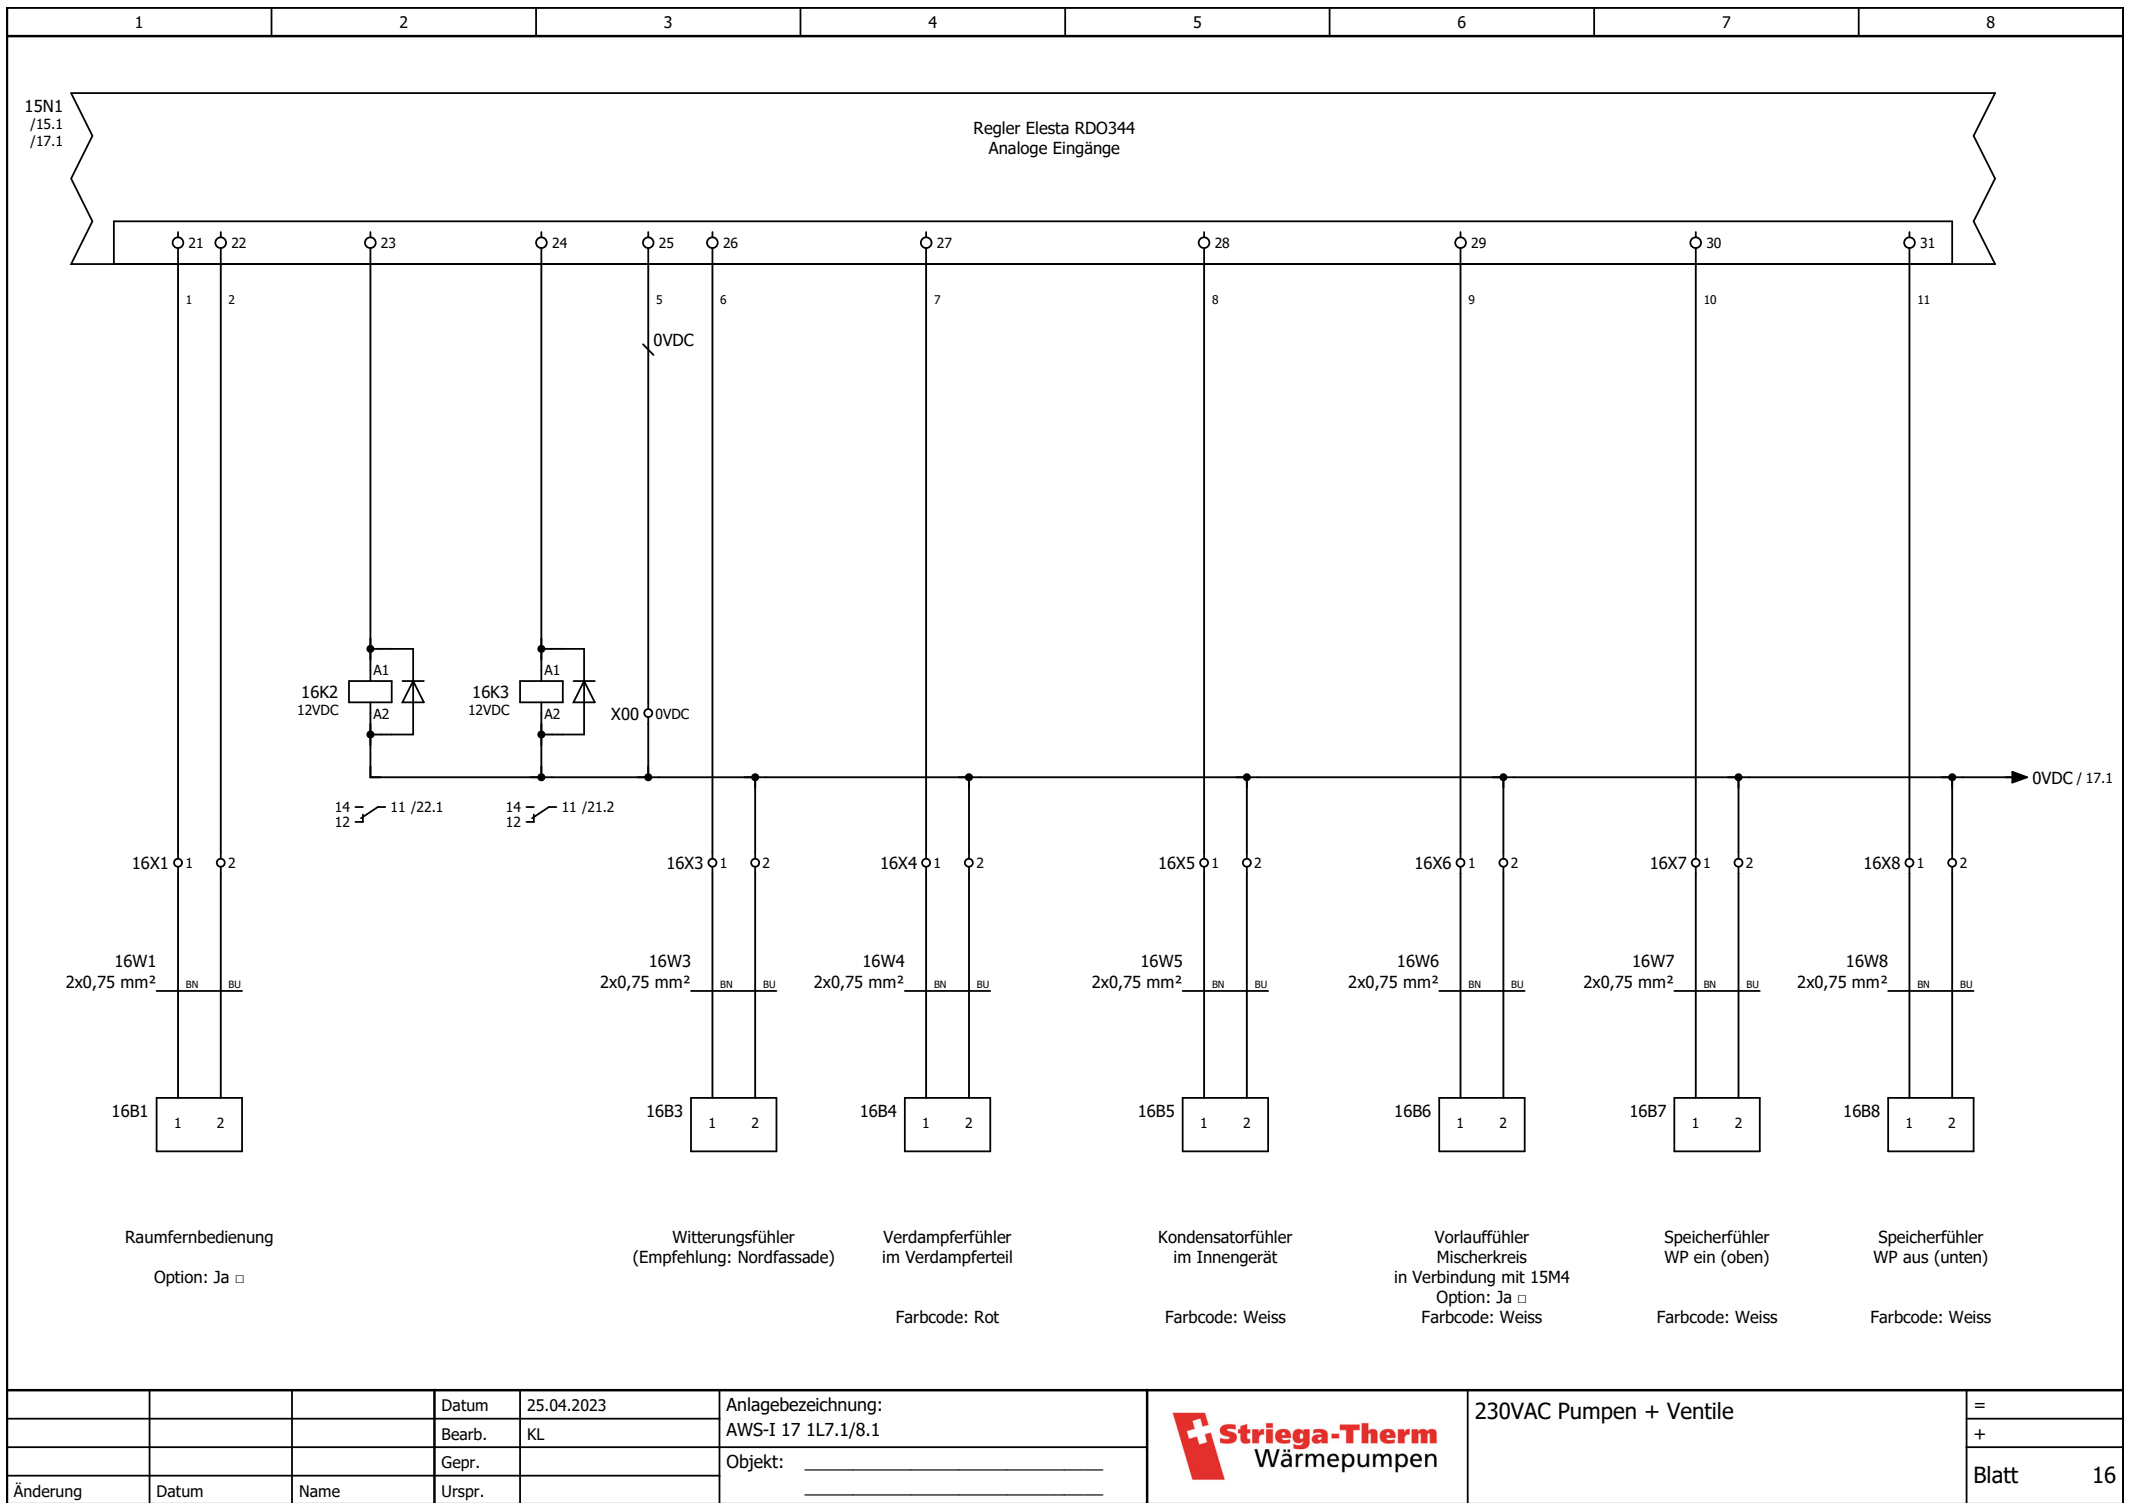 1 2 3 4 5 6 7 8
15N1
/15.1
/17.1
Regler Elesta RDO344
Analoge Eingänge
21 22 23 24 25 26 27 28 29 30 31
1 2 5 6 7 8 9 10 11
0VDC
A1 A1
16K2 16K3
12VDC 12VDC
A2 A2
X00 0VDC
0VDC / 17.1
14 11 /22.1 14 11 /21.2
12 12
16X1 1 2 16X3 1 2 16X4 1 2 16X5 1 2 16X6 1 2 16X7 1 2 16X8 1 2
16W1 16W3 16W4 16W5 16W6 16W7 16W8
2x0,75 mm² BN BU 2x0,75 mm² BN BU 2x0,75 mm² BN BU 2x0,75 mm² BN BU 2x0,75 mm² BN BU 2x0,75 mm² BN BU 2x0,75 mm² BN BU
16B1 1 2 16B3 1 2 16B4 1 2 16B5 1 2 16B6 1 2 16B7 1 2 16B8 1 2
Raumfernbedienung
Option: Ja □
Witterungsfühler
(Empfehlung: Nordfassade)
Verdampferfühler
im Verdampferteil
Farbcode: Rot
Kondensatorfühler
im Innengerät
Farbcode: Weiss
Vorlauffühler
Mischerkreis
in Verbindung mit 15M4
Option: Ja □
Farbcode: Weiss
Speicherfühler
WP ein (oben)
Farbcode: Weiss
Speicherfühler
WP aus (unten)
Farbcode: Weiss
Änderung Datum Name
Datum 25.04.2023
Bearb. KL
Gepr.
Urspr.
Anlagebezeichnung:
AWS-I 17 1L7.1/8.1
Objekt:
Striega-Therm
Wärmepumpen
230VAC Pumpen + Ventile
=
+
Blatt 16